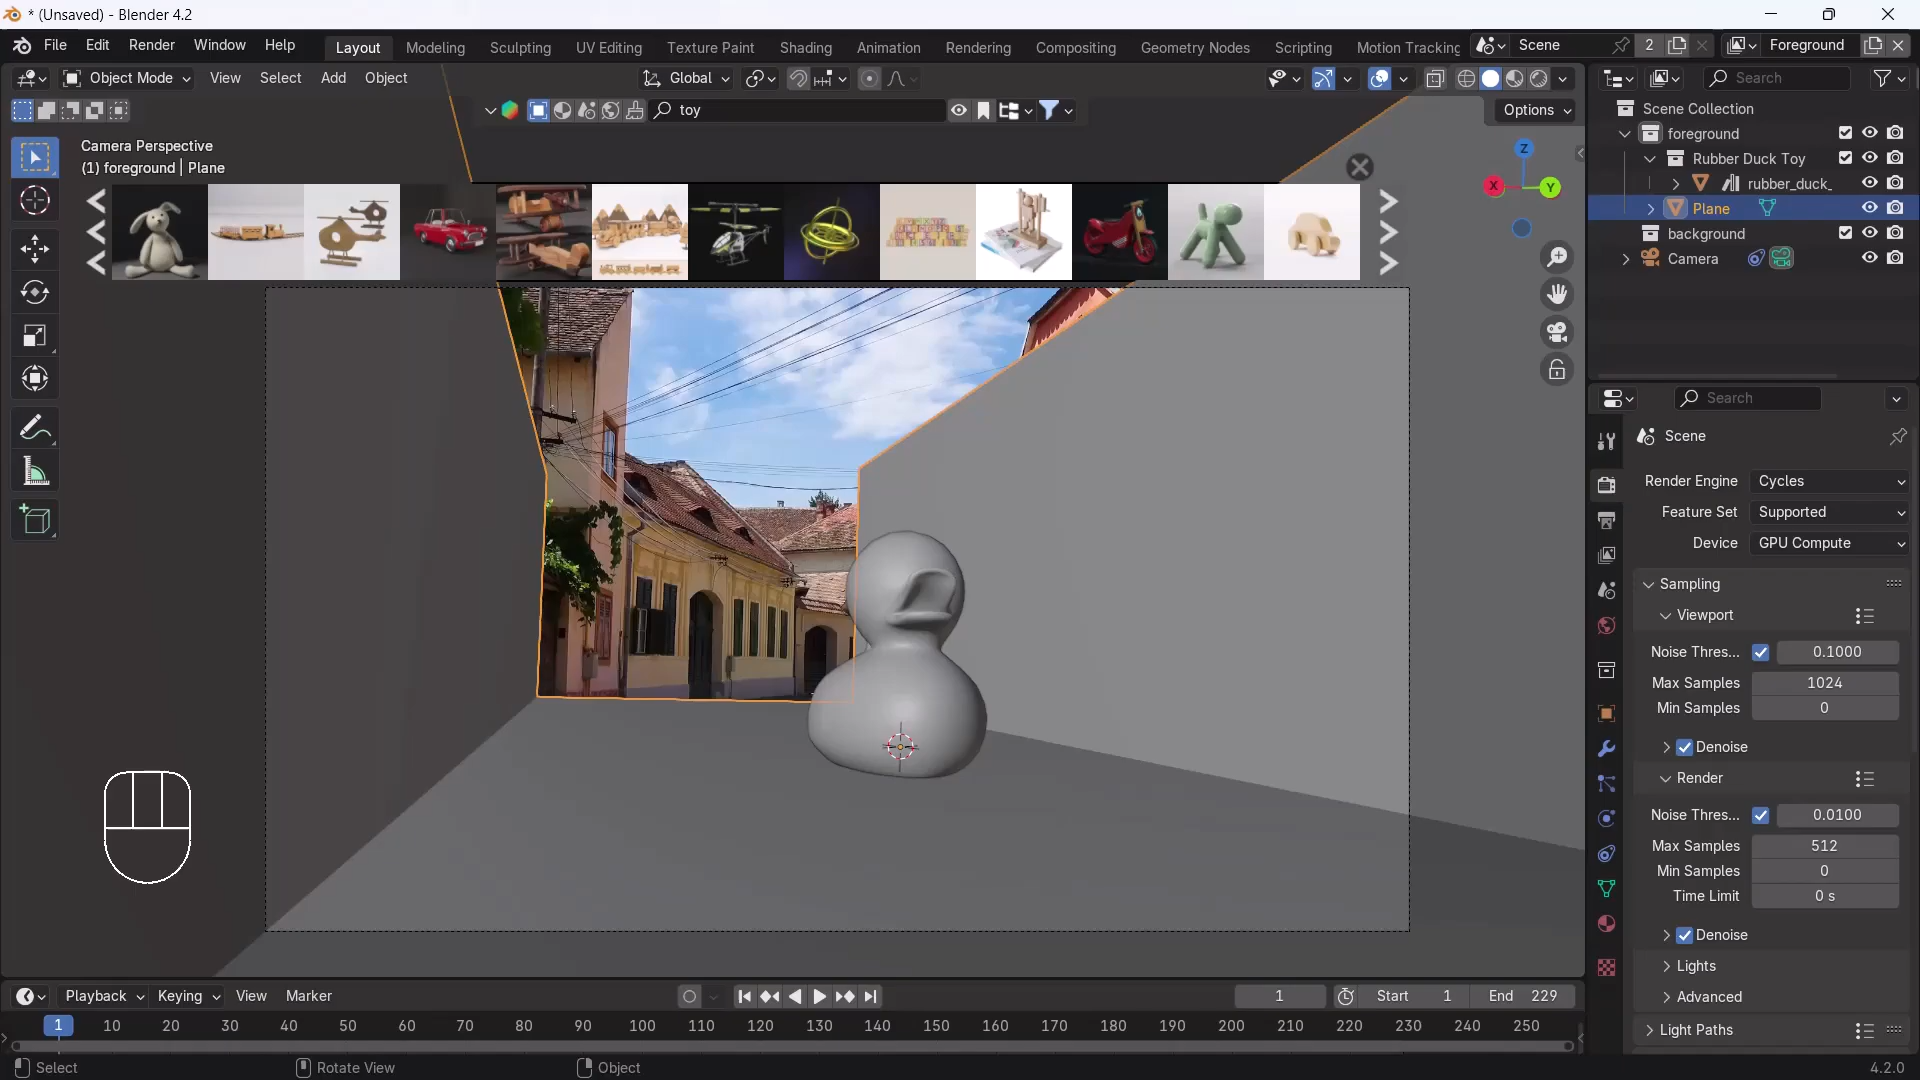 * (Unsaved) - Blender 4.2
File Edit Render Window Help
Layout Modeling Sculpting UV Editing Texture Paint Shading Animation Rendering Compositing Geometry Nodes Scripting Motion Tracking
Scene 2 Foreground
Object Mode View Select Add Object
Global
Search
toy
Options
Camera Perspective
(1) foreground | Plane
Z
X
Y
Scene Collection
foreground
Rubber Duck Toy
rubber_duck_
Plane
background
Camera
Search
Scene
Render Engine Cycles
Feature Set Supported
Device GPU Compute
Sampling
Viewport
Noise Thres... 0.1000
Max Samples 1024
Min Samples 0
Denoise
Render
Noise Thres... 0.0100
Max Samples 512
Min Samples 0
Time Limit 0 s
Denoise
Lights
Advanced
Light Paths
Playback Keying View Marker
1 Start 1 End 229
1 10 20 30 40 50 60 70 80 90 100 110 120 130 140 150 160 170 180 190 200 210 220 230 240 250
Select Rotate View Object 4.2.0